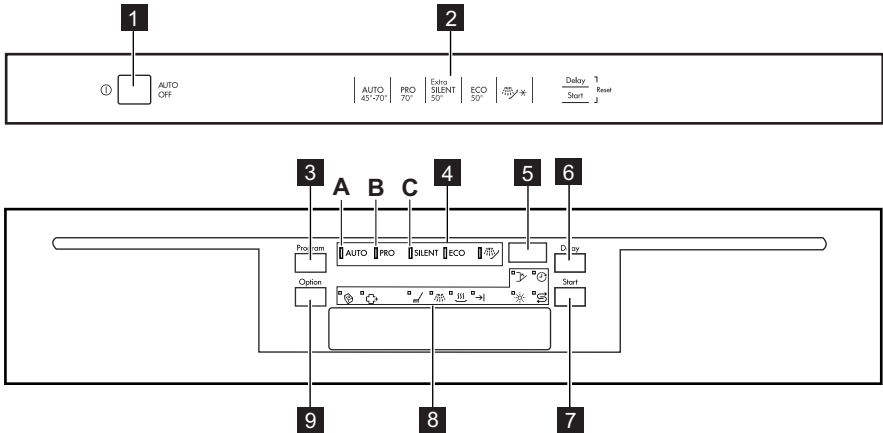 1
2
AUTO
OFF
AUTO
45°-70°
PRO
70°
Extra
SILENT
50°
ECO
50°
Delay
Start
Reset
3
A
B
C
4
5
6
Program
AUTO PRO SILENT ECO
Delay
Option
Start
9
8
7